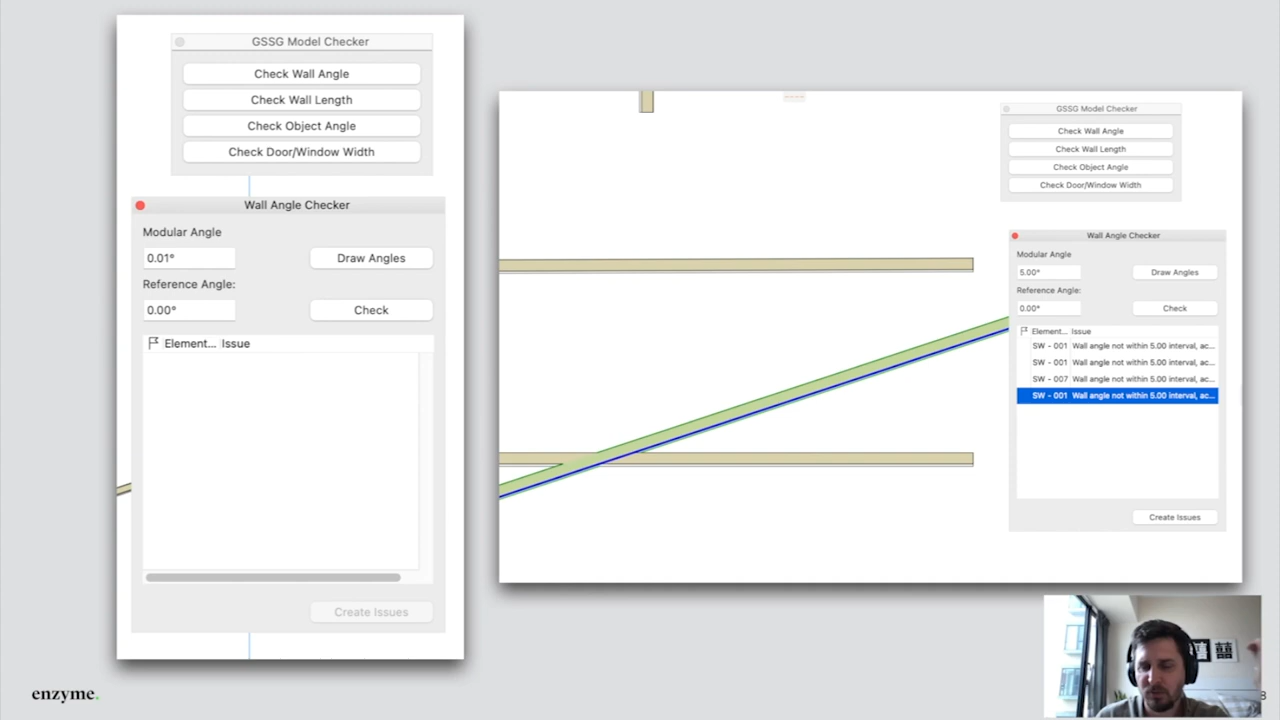 GSSG Model Checker
Check Wall Angle
Check Wall Length
Check Object Angle
Check Door/Window Width
Wall Angle Checker
Modular Angle
0.01°
Draw Angles
Reference Angle:
0.00°
Check
Element... Issue
Create Issues
GSSG Model Checker
Check Wall Angle
Check Wall Length
Check Object Angle
Check Door/Window Width
Wall Angle Checker
Modular Angle
5.00°
Draw Angles
Reference Angle:
0.00°
Check
Element... Issue
SW - 001 Wall angle not within 5.00 interval, ac...
SW - 001 Wall angle not within 5.00 interval, ac...
SW - 007 Wall angle not within 5.00 interval, ac...
SW - 001 Wall angle not within 5.00 interval, ac...
Create Issues
enzyme.
8